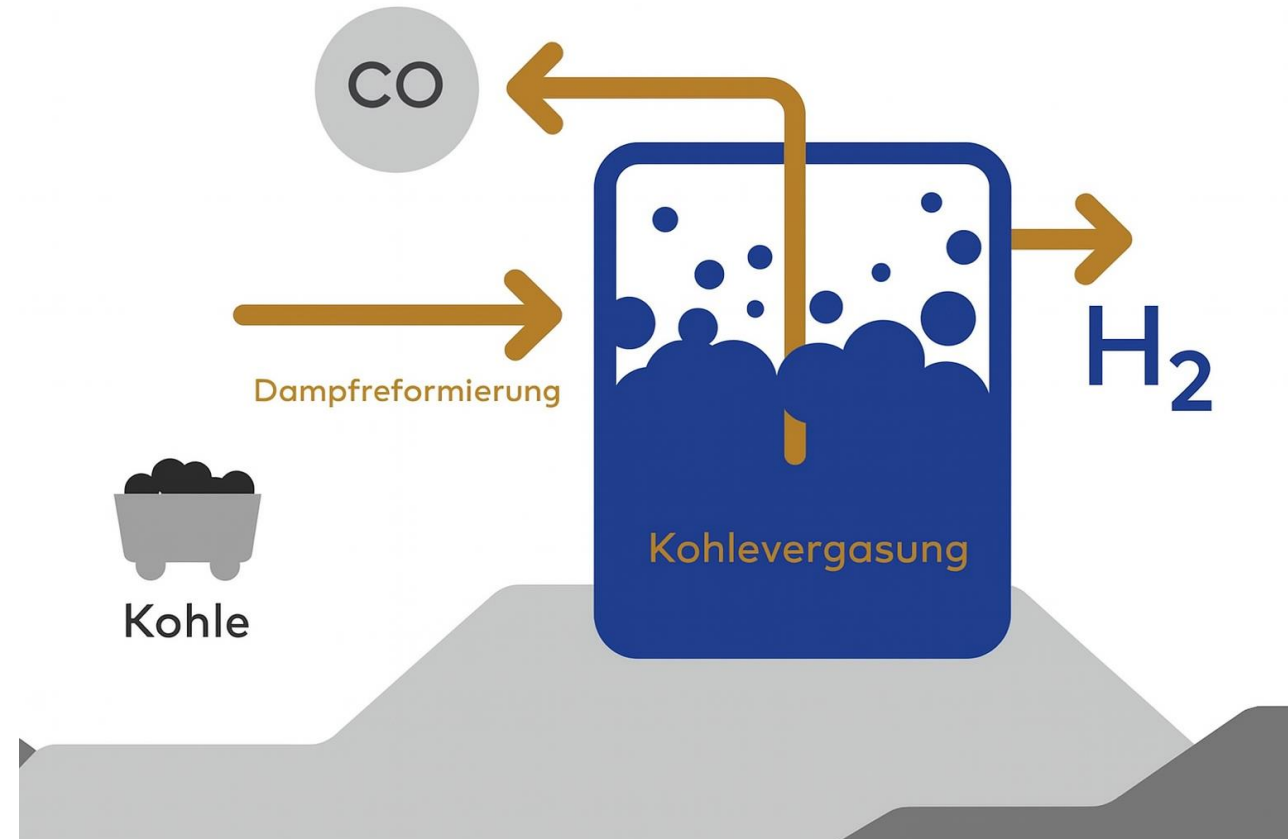 CO
H₂
Dampfreformierung
Kohlevergasung
Kohle